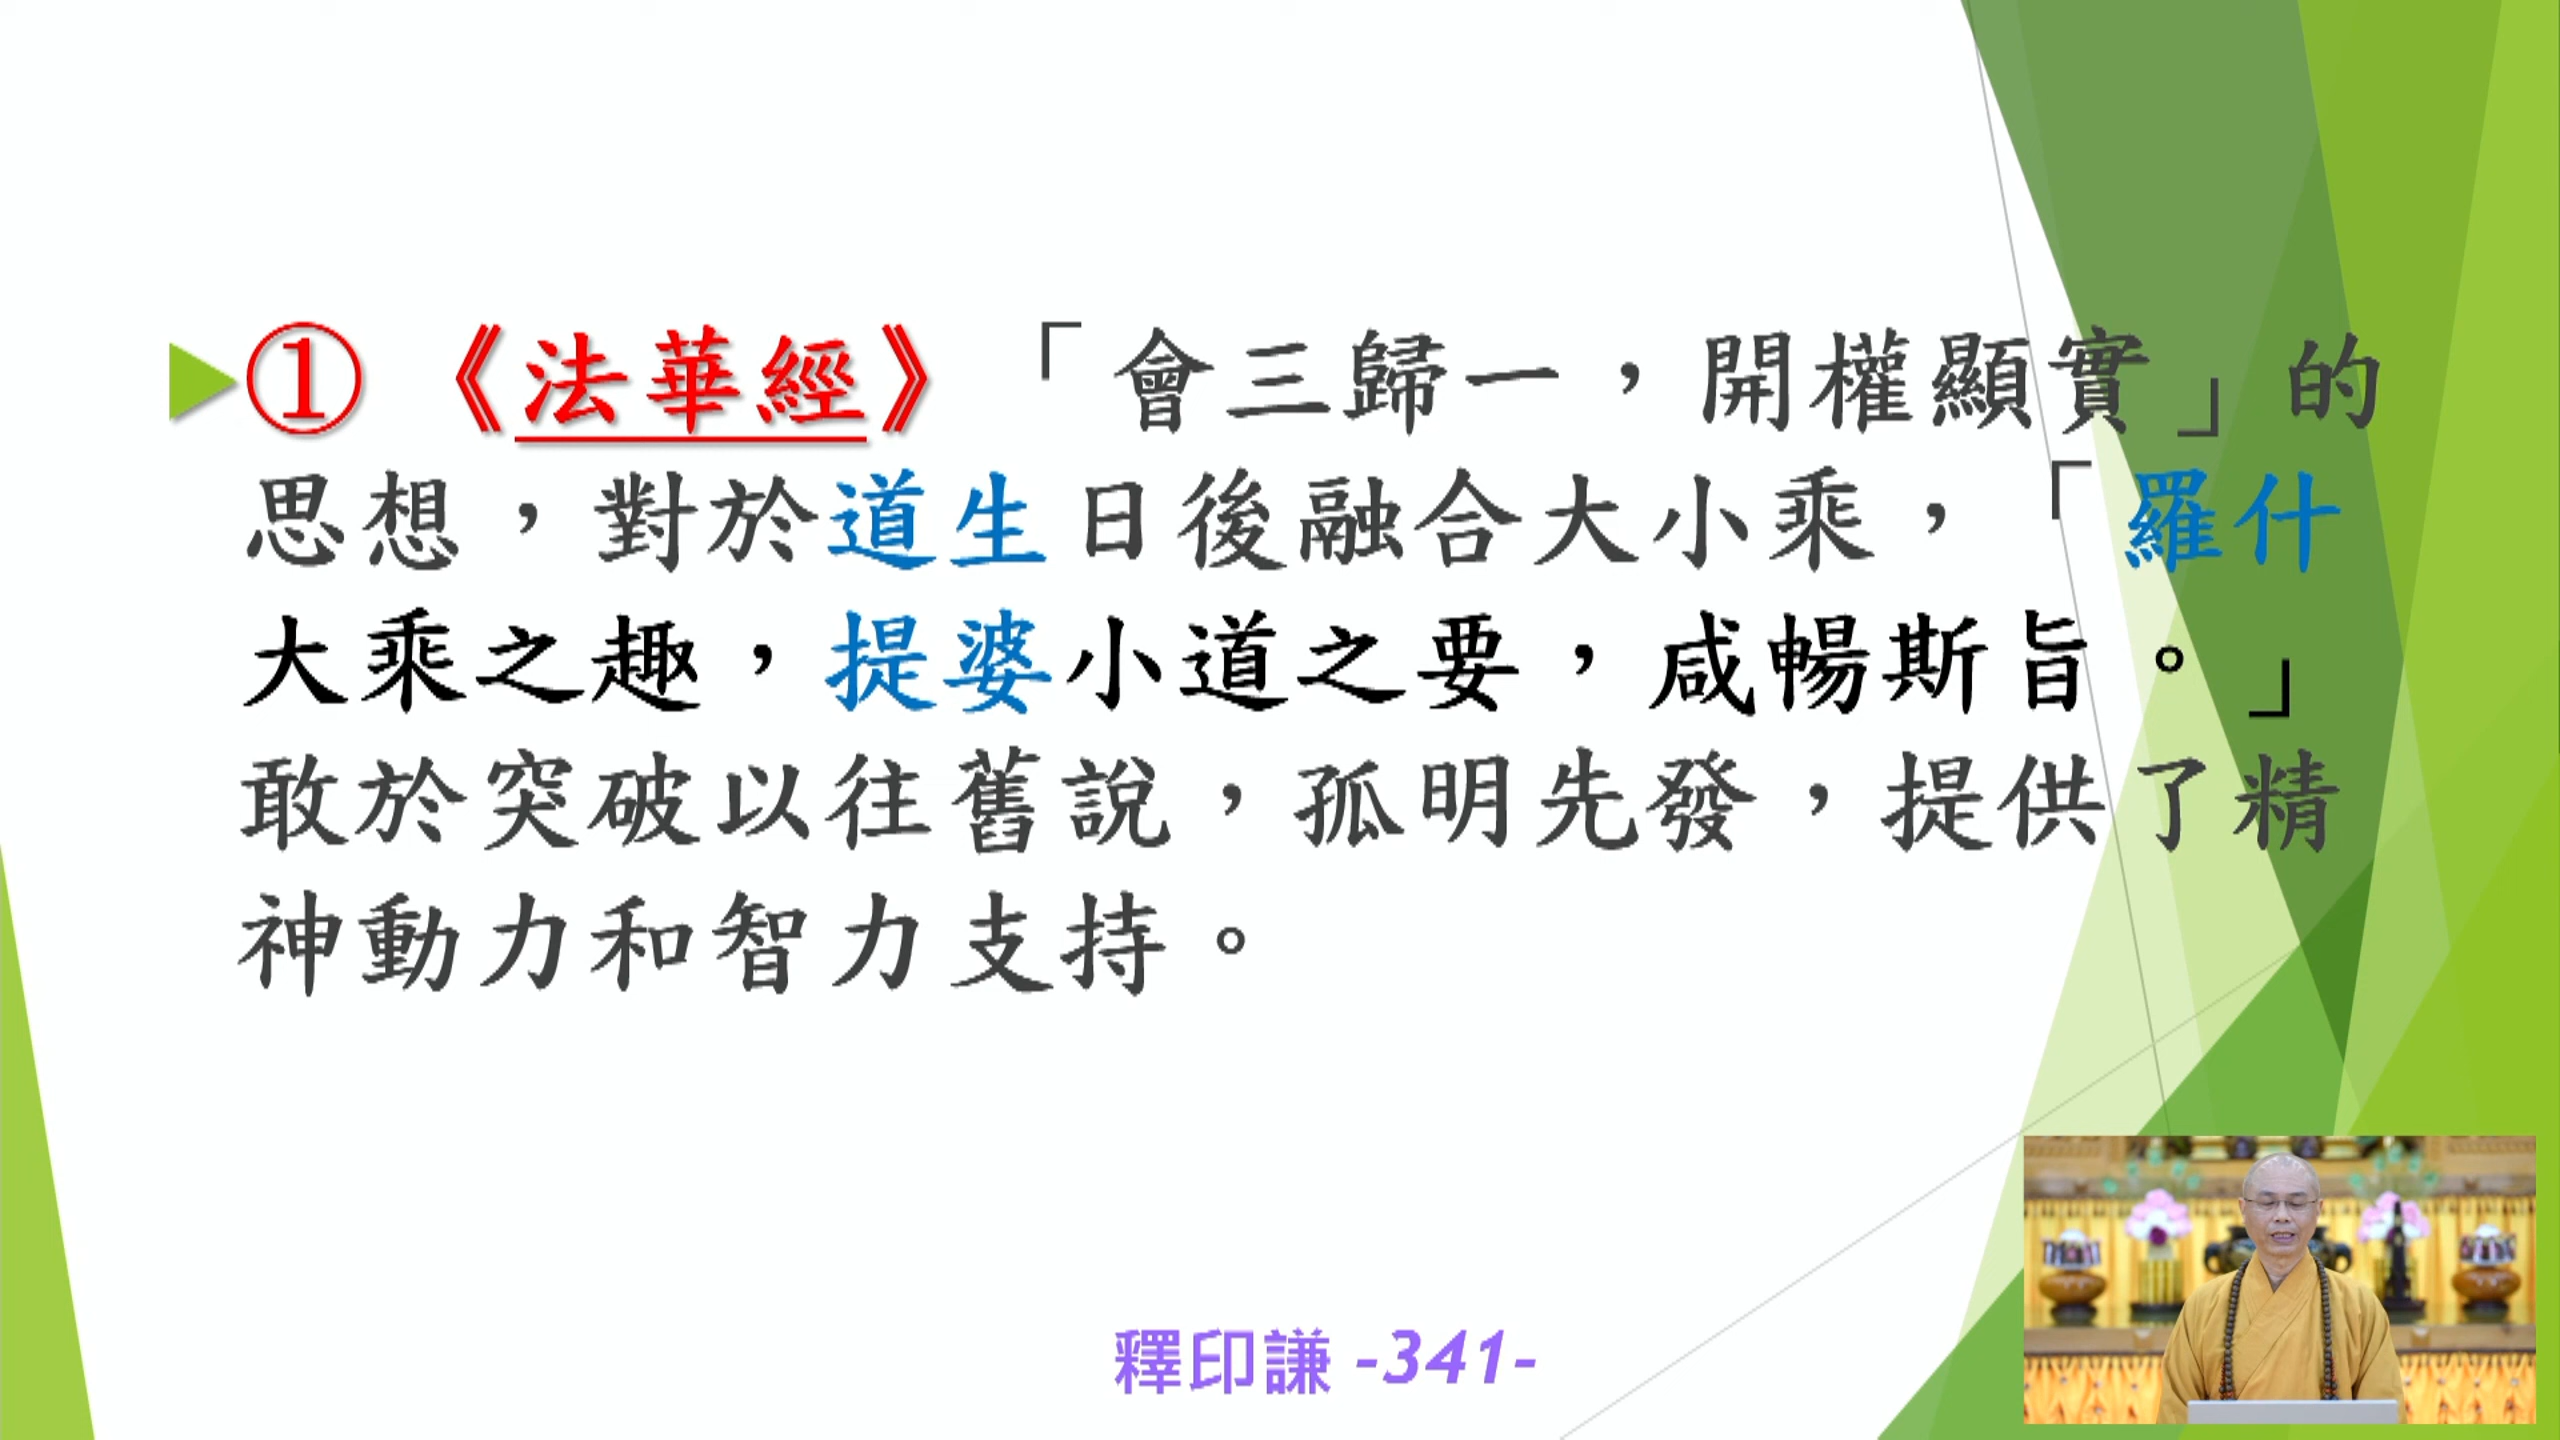 ① 《法華經》「會三歸一，開權顯實」的
思想，對於道生日後融合大小乘，「羅什
大乘之趣，提婆小道之要，咸暢斯旨。」
敢於突破以往舊說，孤明先發，提供了精
神動力和智力支持。
釋印謙 -341-